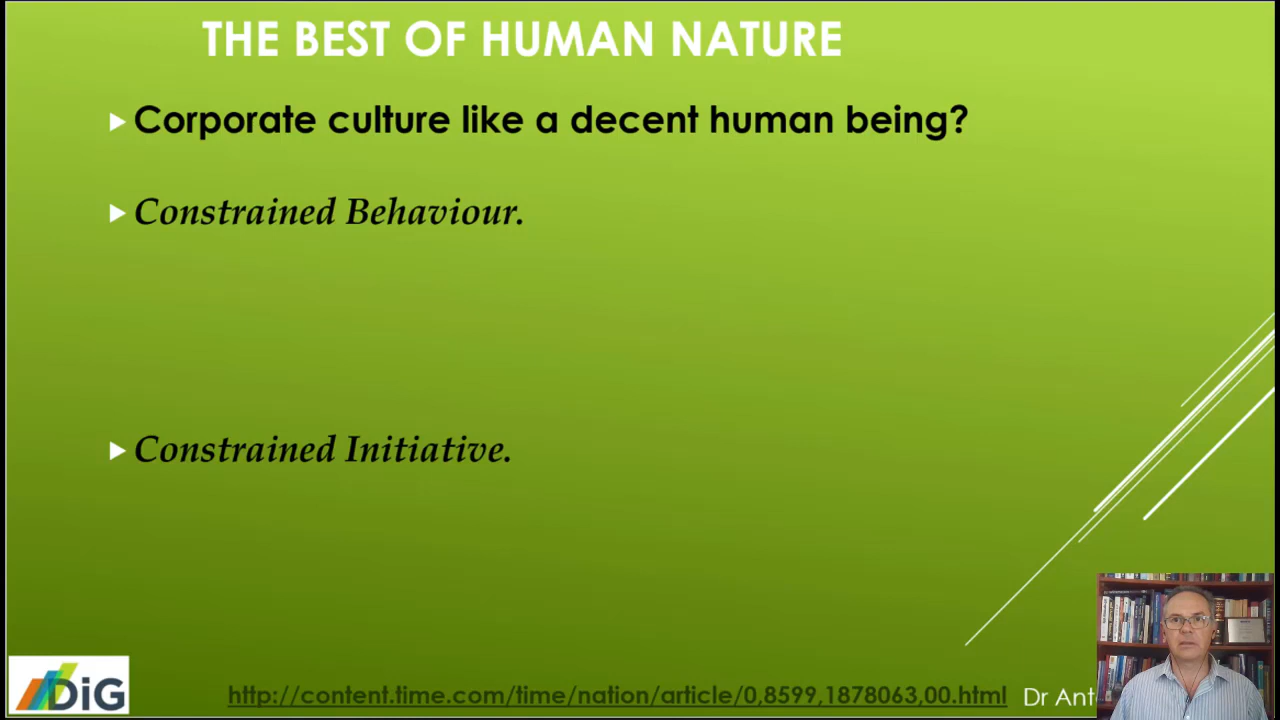 THE BEST OF HUMAN NATURE
Corporate culture like a decent human being?
Constrained Behaviour.
Constrained Initiative.
DiG
http://content.time.com/time/nation/article/0,8599,1878063,00.html Dr